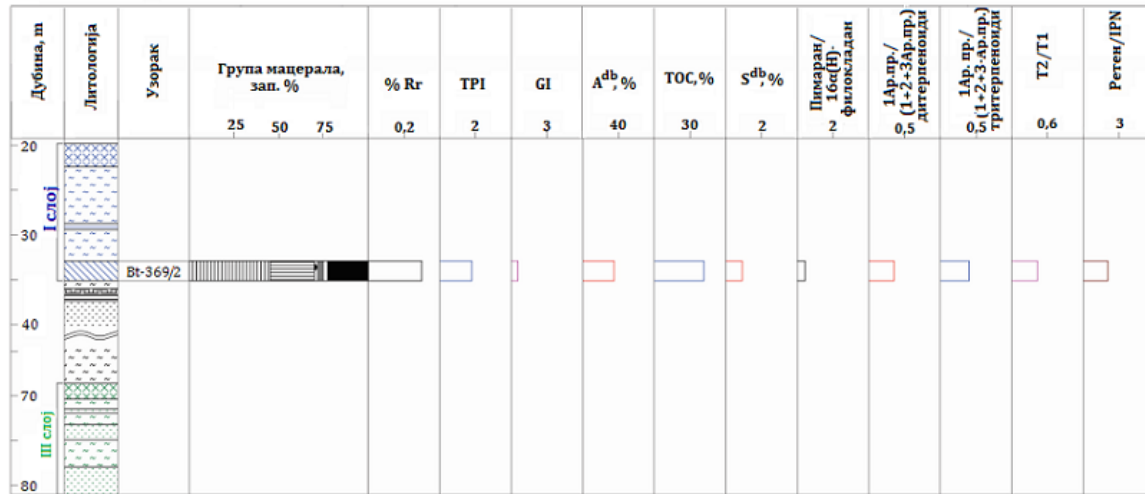 Дубина, m
Литологија
Узорак
Група мацерала,
зап. %
25 50 75
% Rr
0,2
TPI
2
GI
3
A^db, %
40
TOC, %
30
S^db, %
2
Пимаран/
16α(H)-
филокладан
2
1Ар.пр./
(1+2+3Ар.пр.)
дитерпеноиди
0,5
1Ар. пр./
(1+2+3-Ар.пр.)
тритерпеноиди
0,5
T2/T1
0,6
Ретен/IPN
3
20
30
40
70
80
I слој
III слој
Bt-369/2